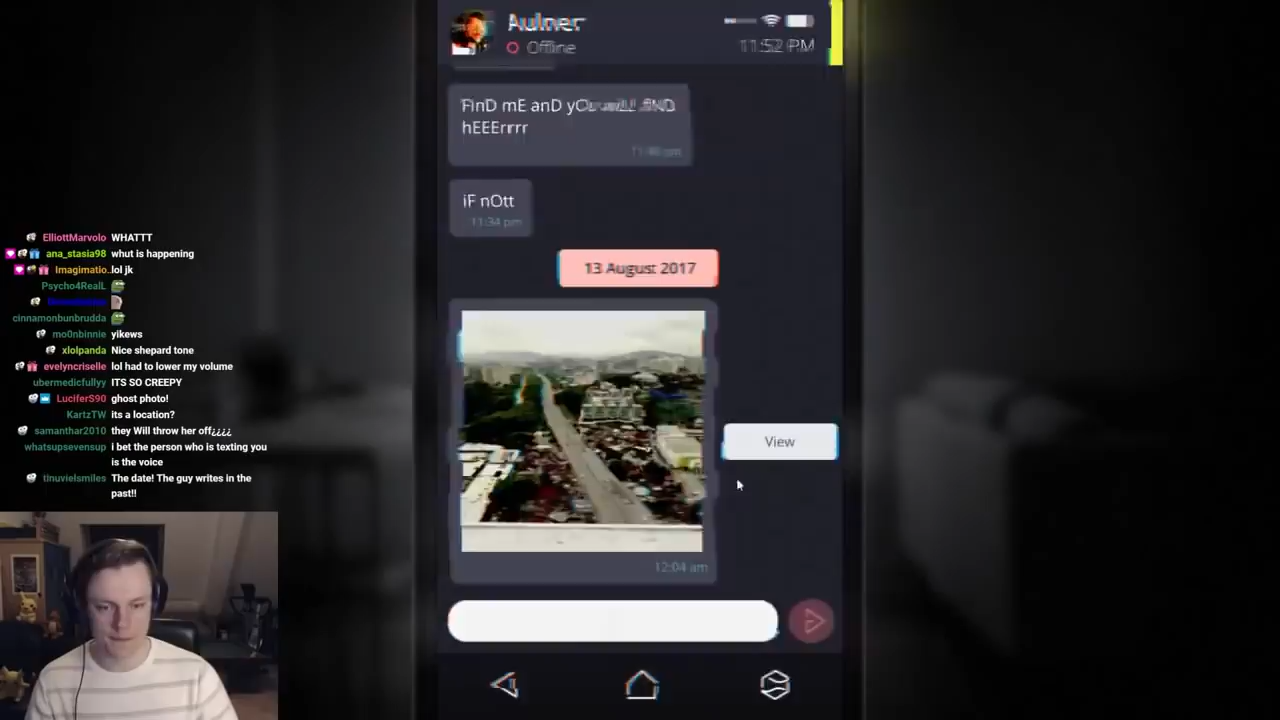 Aulner
Offline
11:52 PM
FinD mE anD yOu wiLL fiND
hEEErrrr
iF nOtt
11:34 pm
13 August 2017
View
12:04 am
ElliottMarvolo WHATTT
ana_stasia98 whut is happening
Imaginatio.. lol jk
Psycho4RealL
cinnamonbunbrudda
mo0nbinnie yikews
xlolpanda Nice shepard tone
evelyncriselle lol had to lower my volume
ubermedicfullyy ITS SO CREEPY
LuciferS90 ghost photo!
KartzTW its a location?
samanthar2010 they Will throw her off¿¿¿¿
whatsupsevensup i bet the person who is texting you
is the voice
tinuvielsmiles The date! The guy writes in the
past!!